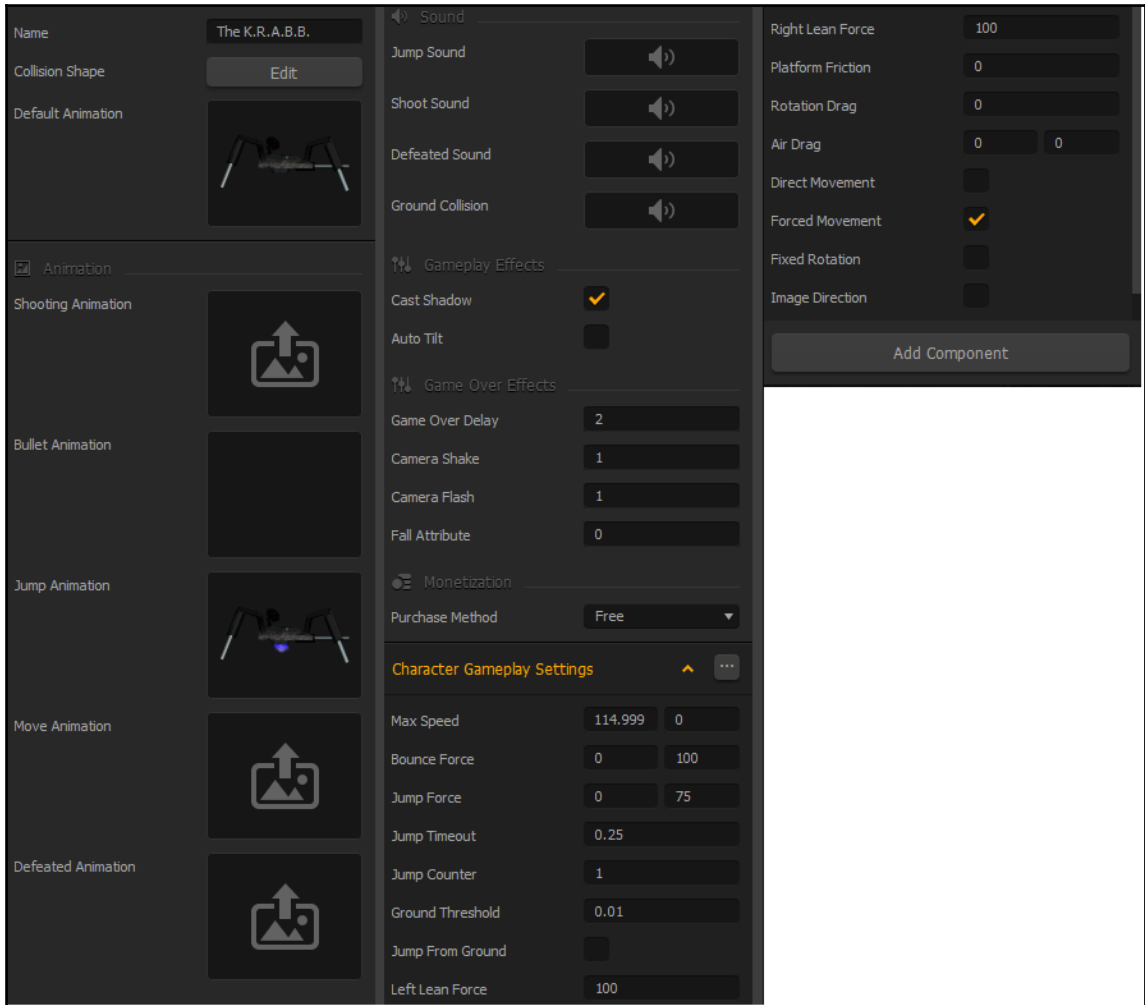 Name The K.R.A.B.B.
Collision Shape Edit
Default Animation
Animation
Shooting Animation
Bullet Animation
Jump Animation
Move Animation
Defeated Animation
Sound
Jump Sound
Shoot Sound
Defeated Sound
Ground Collision
Gameplay Effects
Cast Shadow
Auto Tilt
Game Over Effects
Game Over Delay 2
Camera Shake 1
Camera Flash 1
Fall Attribute 0
Monetization
Purchase Method Free
Character Gameplay Settings ...
Max Speed 114.999 0
Bounce Force 0 100
Jump Force 0 75
Jump Timeout 0.25
Jump Counter 1
Ground Threshold 0.01
Jump From Ground
Left Lean Force 100
Right Lean Force 100
Platform Friction 0
Rotation Drag 0
Air Drag 0 0
Direct Movement
Forced Movement
Fixed Rotation
Image Direction
Add Component